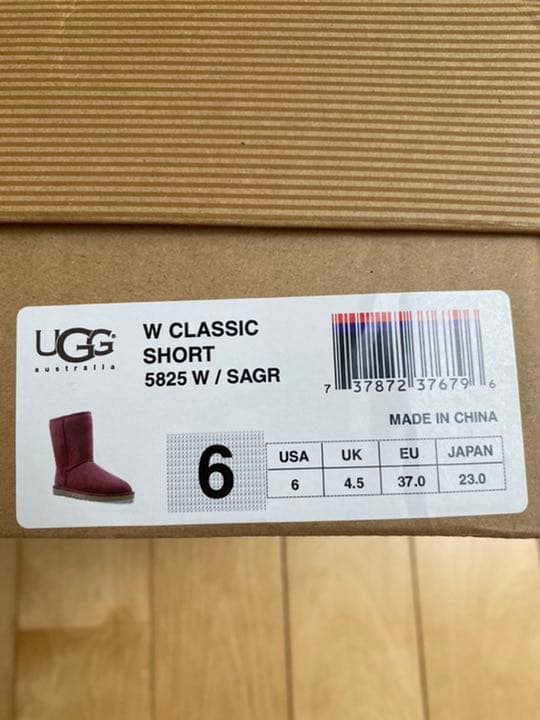 UGG®
australia
W CLASSIC
SHORT
5825 W / SAGR
7 37872 37679 6
MADE IN CHINA
6
USA UK EU JAPAN
6 4.5 37.0 23.0